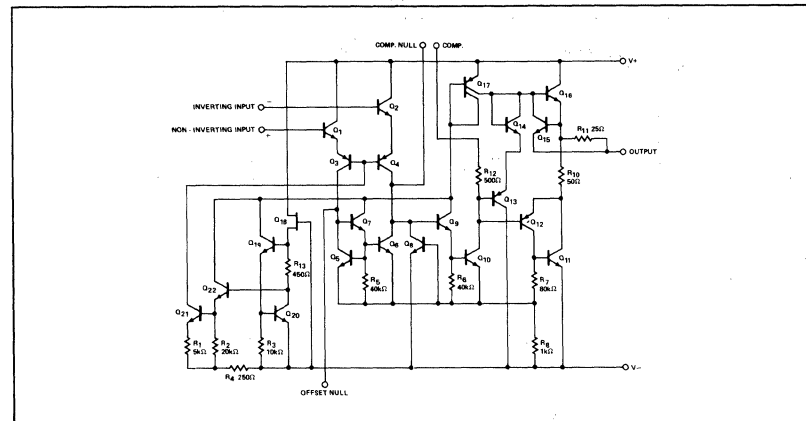 COMP. NULL
COMP.
V+
Q17
Q16
INVERTING INPUT
−
Q2
Q14
NON - INVERTING INPUT
+
Q1
Q15
R11 25Ω
OUTPUT
Q3
Q4
R12
500Ω
R10
50Ω
Q13
Q18
Q7
Q9
Q12
Q19
Q5
Q6
Q8
Q10
Q11
R13
450Ω
R5
40kΩ
R6
40kΩ
R7
80kΩ
Q22
Q21
Q20
R1
5kΩ
R2
20kΩ
R3
10kΩ
R8
1kΩ
R4 250Ω
V−
OFFSET NULL